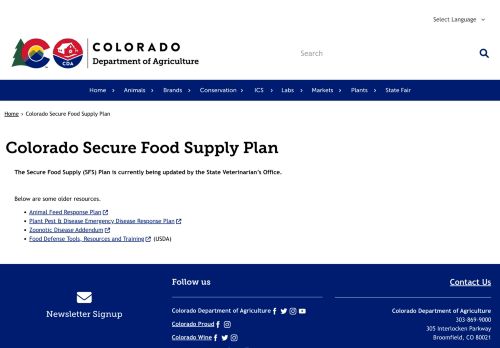 Select Language
COLORADO
Department of Agriculture
CDA
Search
Home Animals Brands Conservation ICS Labs Markets Plants State Fair
Home › Colorado Secure Food Supply Plan
Colorado Secure Food Supply Plan
The Secure Food Supply (SFS) Plan is currently being updated by the State Veterinarian's Office.
Below are some older resources.
• Animal Feed Response Plan
• Plant Pest & Disease Emergency Disease Response Plan
• Zoonotic Disease Addendum
• Food Defense Tools, Resources and Training (USDA)
Newsletter Signup
Follow us
Colorado Department of Agriculture
Colorado Proud
Colorado Wine
Contact Us
Colorado Department of Agriculture
303-869-9000
305 Interlocken Parkway
Broomfield, CO 80021